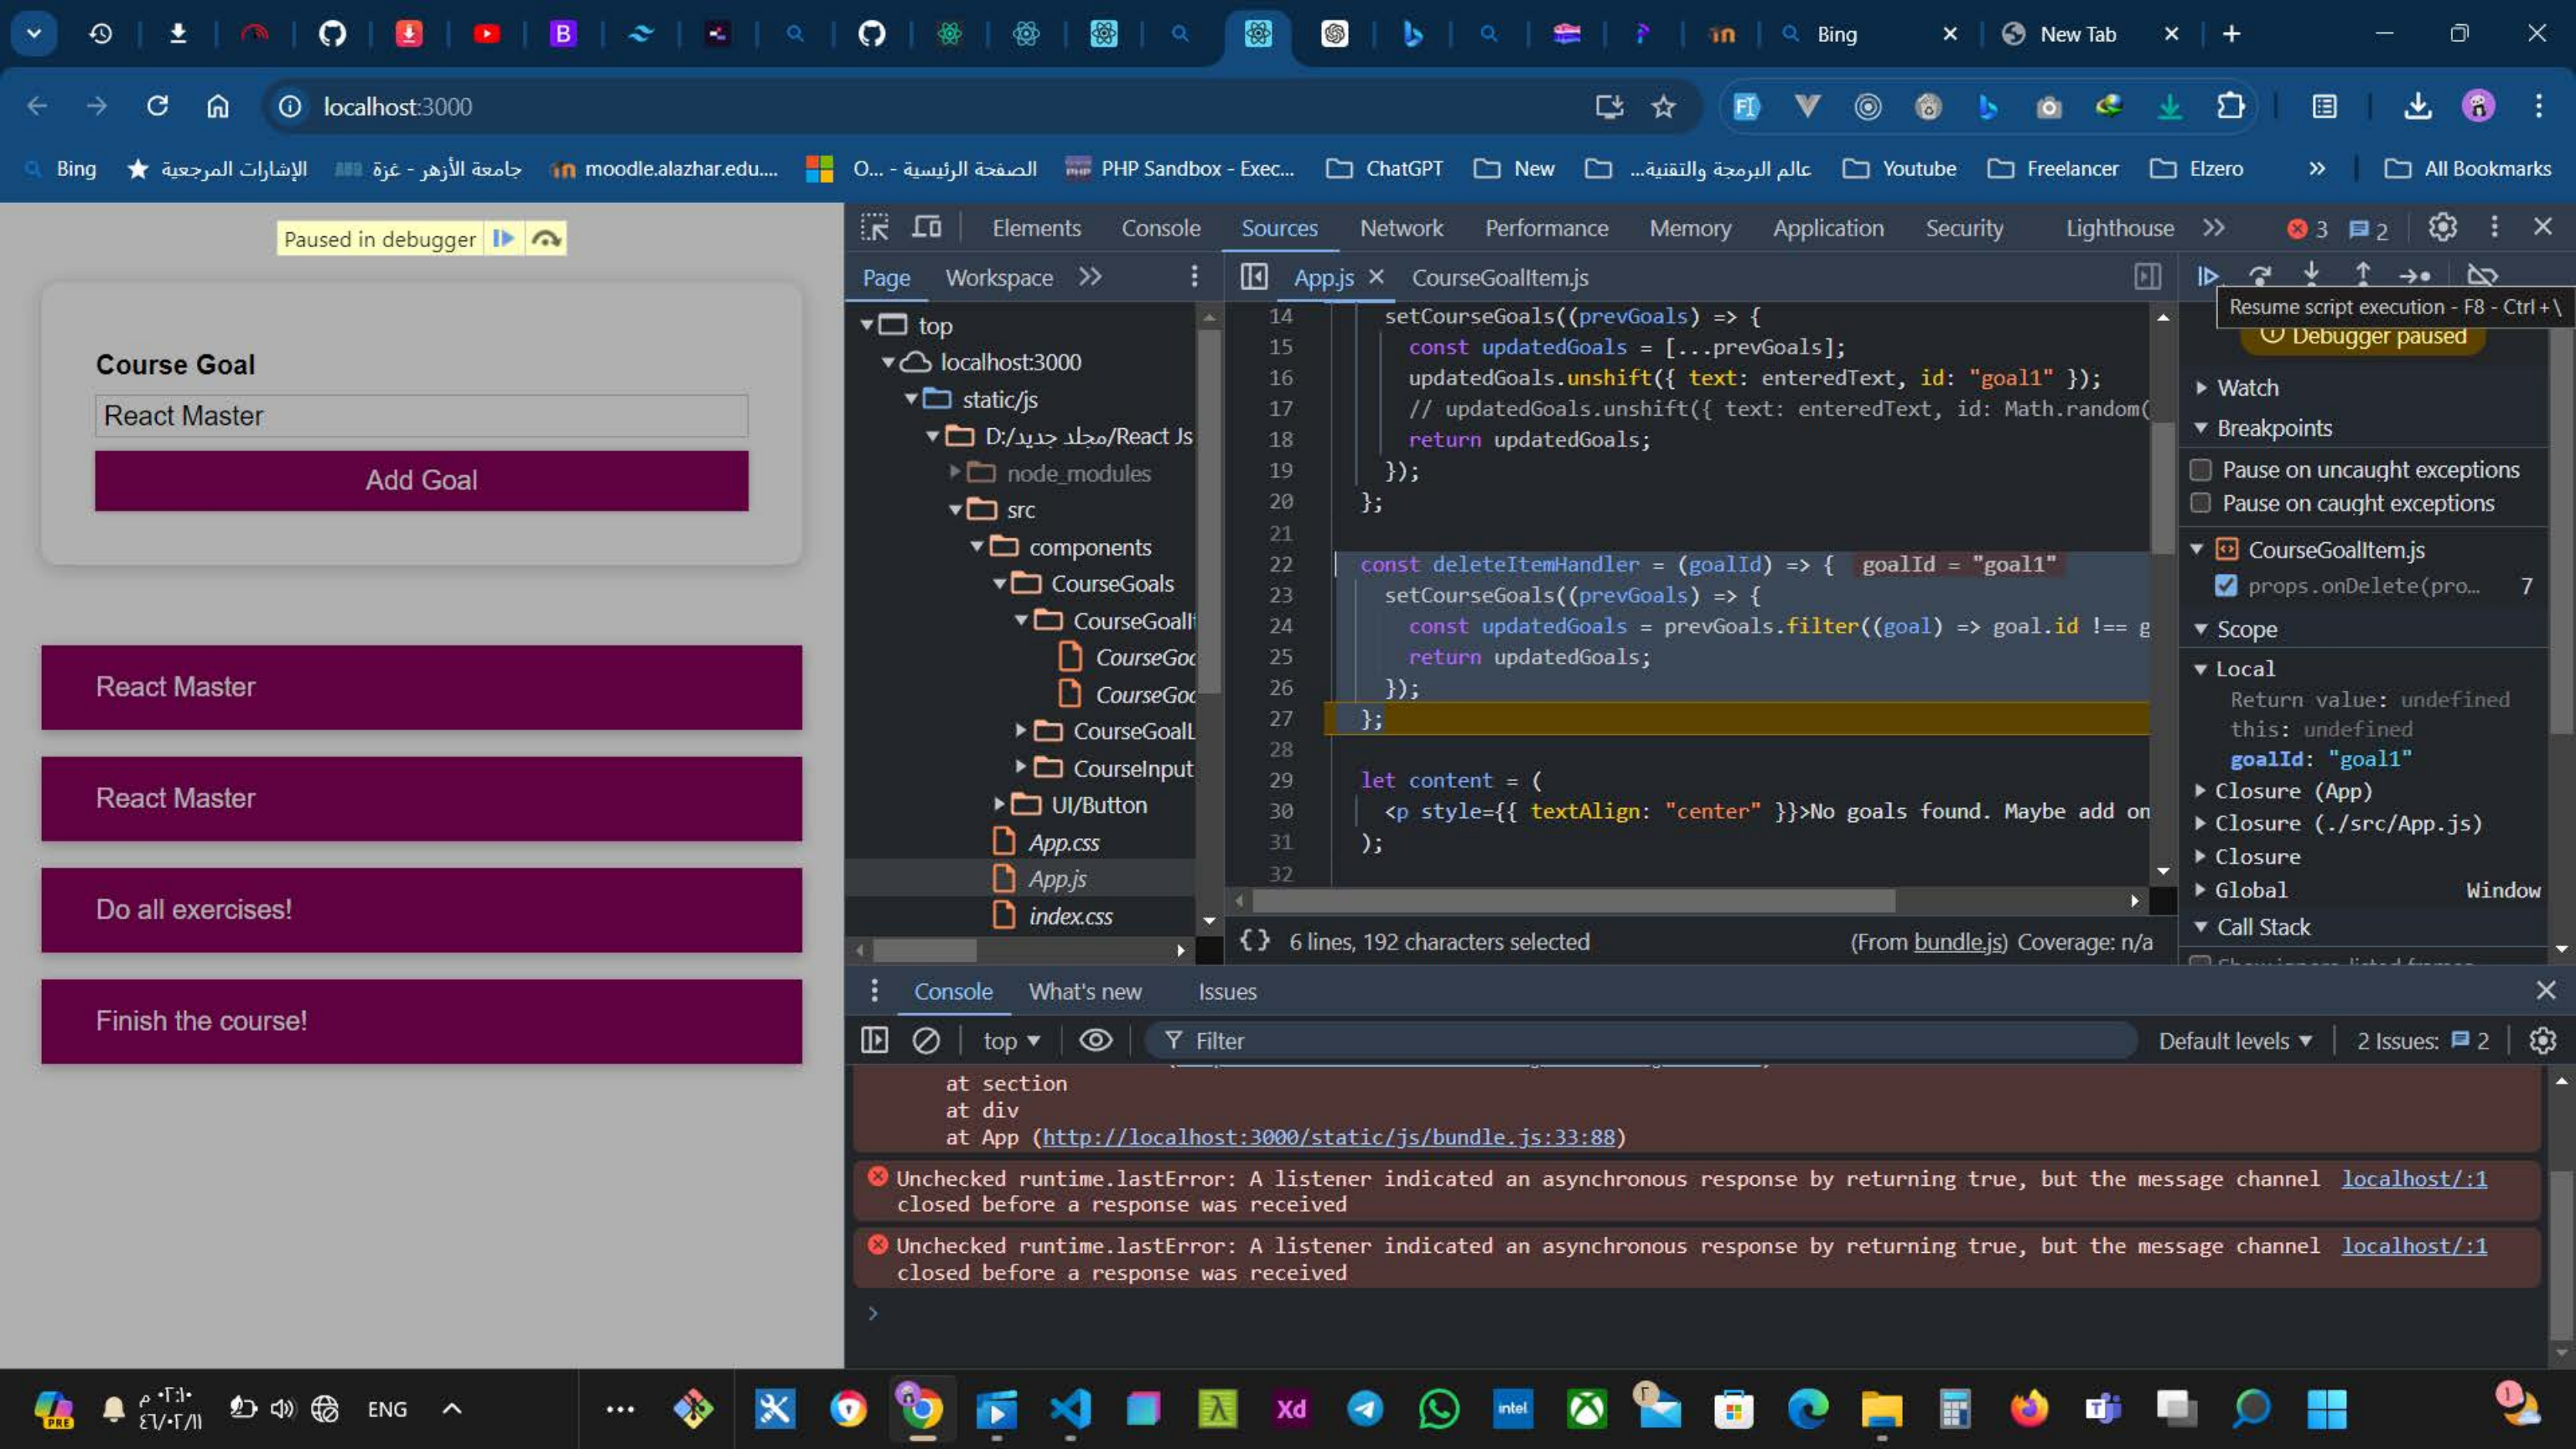 Bing
New Tab
localhost:3000
Bing
الإشارات المرجعية
جامعة الأزهر - غزة
moodle.alazhar.edu....
الصفحة الرئيسية - ...O
PHP Sandbox - Exec...
ChatGPT
New
عالم البرمجة والتقنية...
Youtube
Freelancer
Elzero
All Bookmarks
Paused in debugger
Course Goal
React Master
Add Goal
React Master
React Master
Do all exercises!
Finish the course!
Elements Console Sources Network Performance Memory Application Security Lighthouse 3 2
Page Workspace
App.js CourseGoalItem.js
Resume script execution - F8 - Ctrl+\
top
localhost:3000
static/js
D:/مجلد جديد/React Js
node_modules
src
components
CourseGoals
CourseGoalIt
CourseGoa
CourseGoa
CourseGoalL
CourseInput
UI/Button
App.css
App.js
index.css
14 setCourseGoals((prevGoals) => {
15 const updatedGoals = [...prevGoals];
16 updatedGoals.unshift({ text: enteredText, id: "goal1" });
17 // updatedGoals.unshift({ text: enteredText, id: Math.random(
18 return updatedGoals;
19 });
20 };
21
22 const deleteItemHandler = (goalId) => { goalId = "goal1"
23 setCourseGoals((prevGoals) => {
24 const updatedGoals = prevGoals.filter((goal) => goal.id !== g
25 return updatedGoals;
26 });
27 };
28
29 let content = (
30 <p style={{ textAlign: "center" }}>No goals found. Maybe add on
31 );
32
{} 6 lines, 192 characters selected
(From bundle.js) Coverage: n/a
Debugger paused
Watch
Breakpoints
Pause on uncaught exceptions
Pause on caught exceptions
CourseGoalItem.js
props.onDelete(pro... 7
Scope
Local
Return value: undefined
this: undefined
goalId: "goal1"
Closure (App)
Closure (./src/App.js)
Closure
Global Window
Call Stack
Console What's new Issues
top Filter Default levels 2 Issues: 2
at section
at div
at App (http://localhost:3000/static/js/bundle.js:33:88)
Unchecked runtime.lastError: A listener indicated an asynchronous response by returning true, but the message channel localhost/:1
closed before a response was received
Unchecked runtime.lastError: A listener indicated an asynchronous response by returning true, but the message channel localhost/:1
closed before a response was received
PRE
٠٢:١٠ م
٤٦/٠٢/١١
ENG
Xd
intel
٢
١